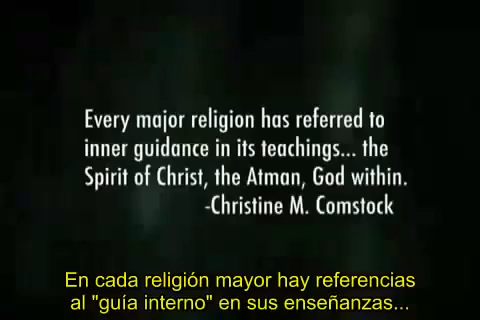 Every major religion has referred to
inner guidance in its teachings... the
Spirit of Christ, the Atman, God within.
-Christine M. Comstock
En cada religión mayor hay referencias
al "guía interno" en sus enseñanzas...